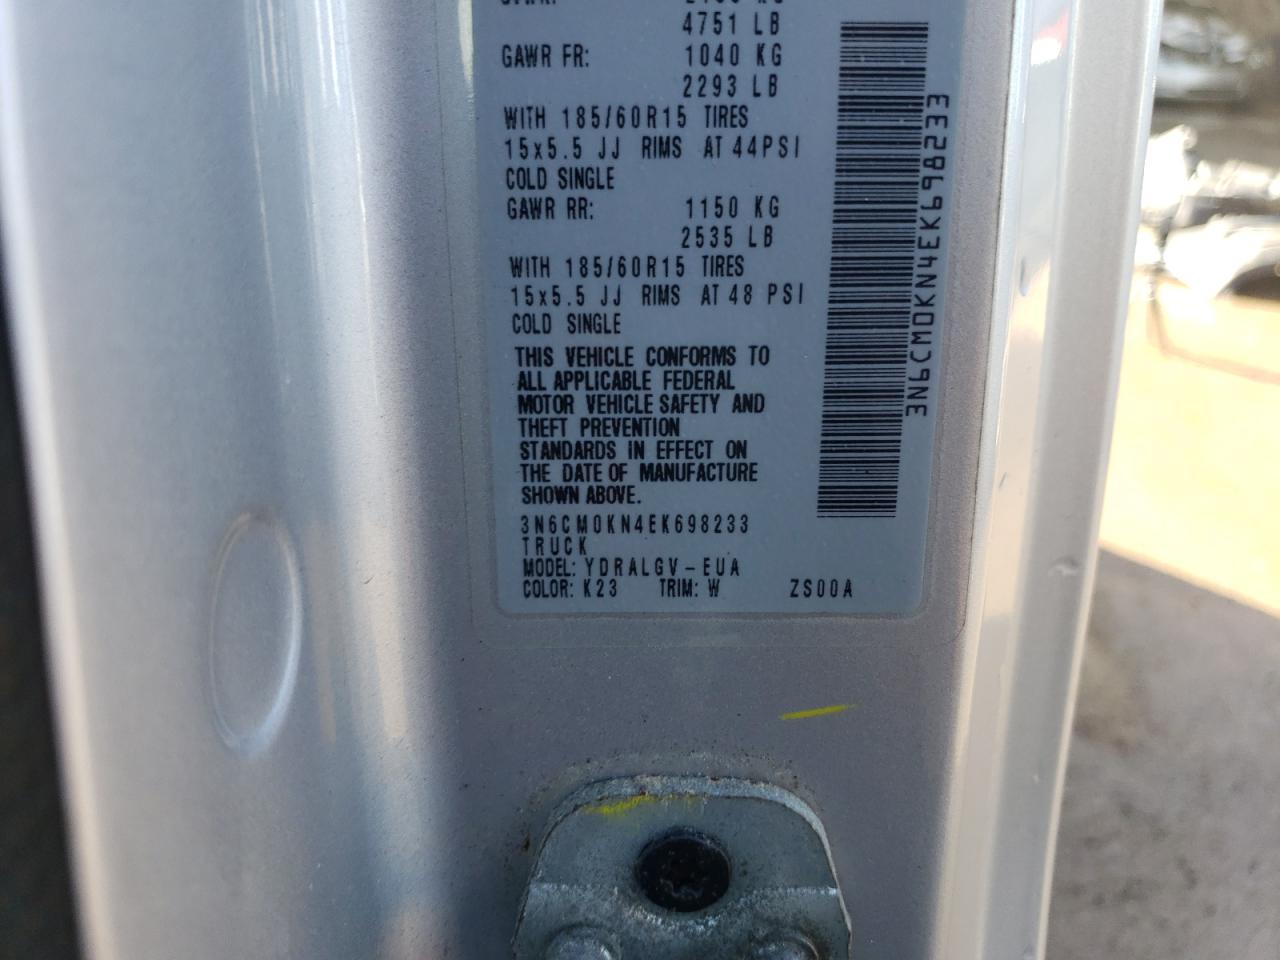 4751 LB
GAWR FR: 1040 KG
2293 LB
WITH 185/60R15 TIRES
15x5.5 JJ RIMS AT 44PSI
COLD SINGLE
GAWR RR: 1150 KG
2535 LB
WITH 185/60R15 TIRES
15x5.5 JJ RIMS AT 48 PSI
COLD SINGLE
THIS VEHICLE CONFORMS TO
ALL APPLICABLE FEDERAL
MOTOR VEHICLE SAFETY AND
THEFT PREVENTION
STANDARDS IN EFFECT ON
THE DATE OF MANUFACTURE
SHOWN ABOVE.
3N6CM0KN4EK698233
TRUCK
MODEL: YDRALGV-EUA
COLOR: K23 TRIM: W ZS00A
3N6CM0KN4EK698233